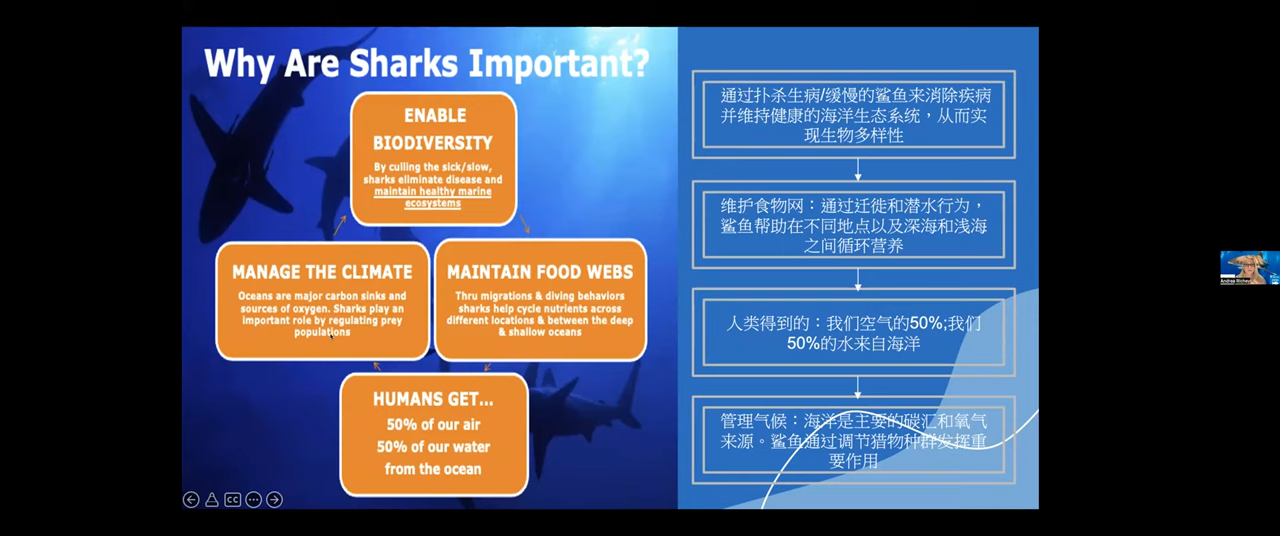 Why Are Sharks Important?
ENABLE
BIODIVERSITY
By culling the sick/slow,
sharks eliminate disease and
maintain healthy marine
ecosystems
MANAGE THE CLIMATE
Oceans are major carbon sinks and
sources of oxygen. Sharks play an
important role by regulating prey
populations
MAINTAIN FOOD WEBS
Thru migrations & diving behaviors
sharks help cycle nutrients across
different locations & between the deep
& shallow oceans
HUMANS GET...
50% of our air
50% of our water
from the ocean
通过扑杀生病/缓慢的鲨鱼来消除疾病
并维持健康的海洋生态系统，从而实
现生物多样性
维护食物网：通过迁徙和潜水行为，
鲨鱼帮助在不同地点以及深海和浅海
之间循环营养
人类得到的：我们空气的50%;我们
50%的水来自海洋
管理气候：海洋是主要的碳汇和氧气
来源。鲨鱼通过调节猎物种群发挥重
要作用
CC
Andrea Richey